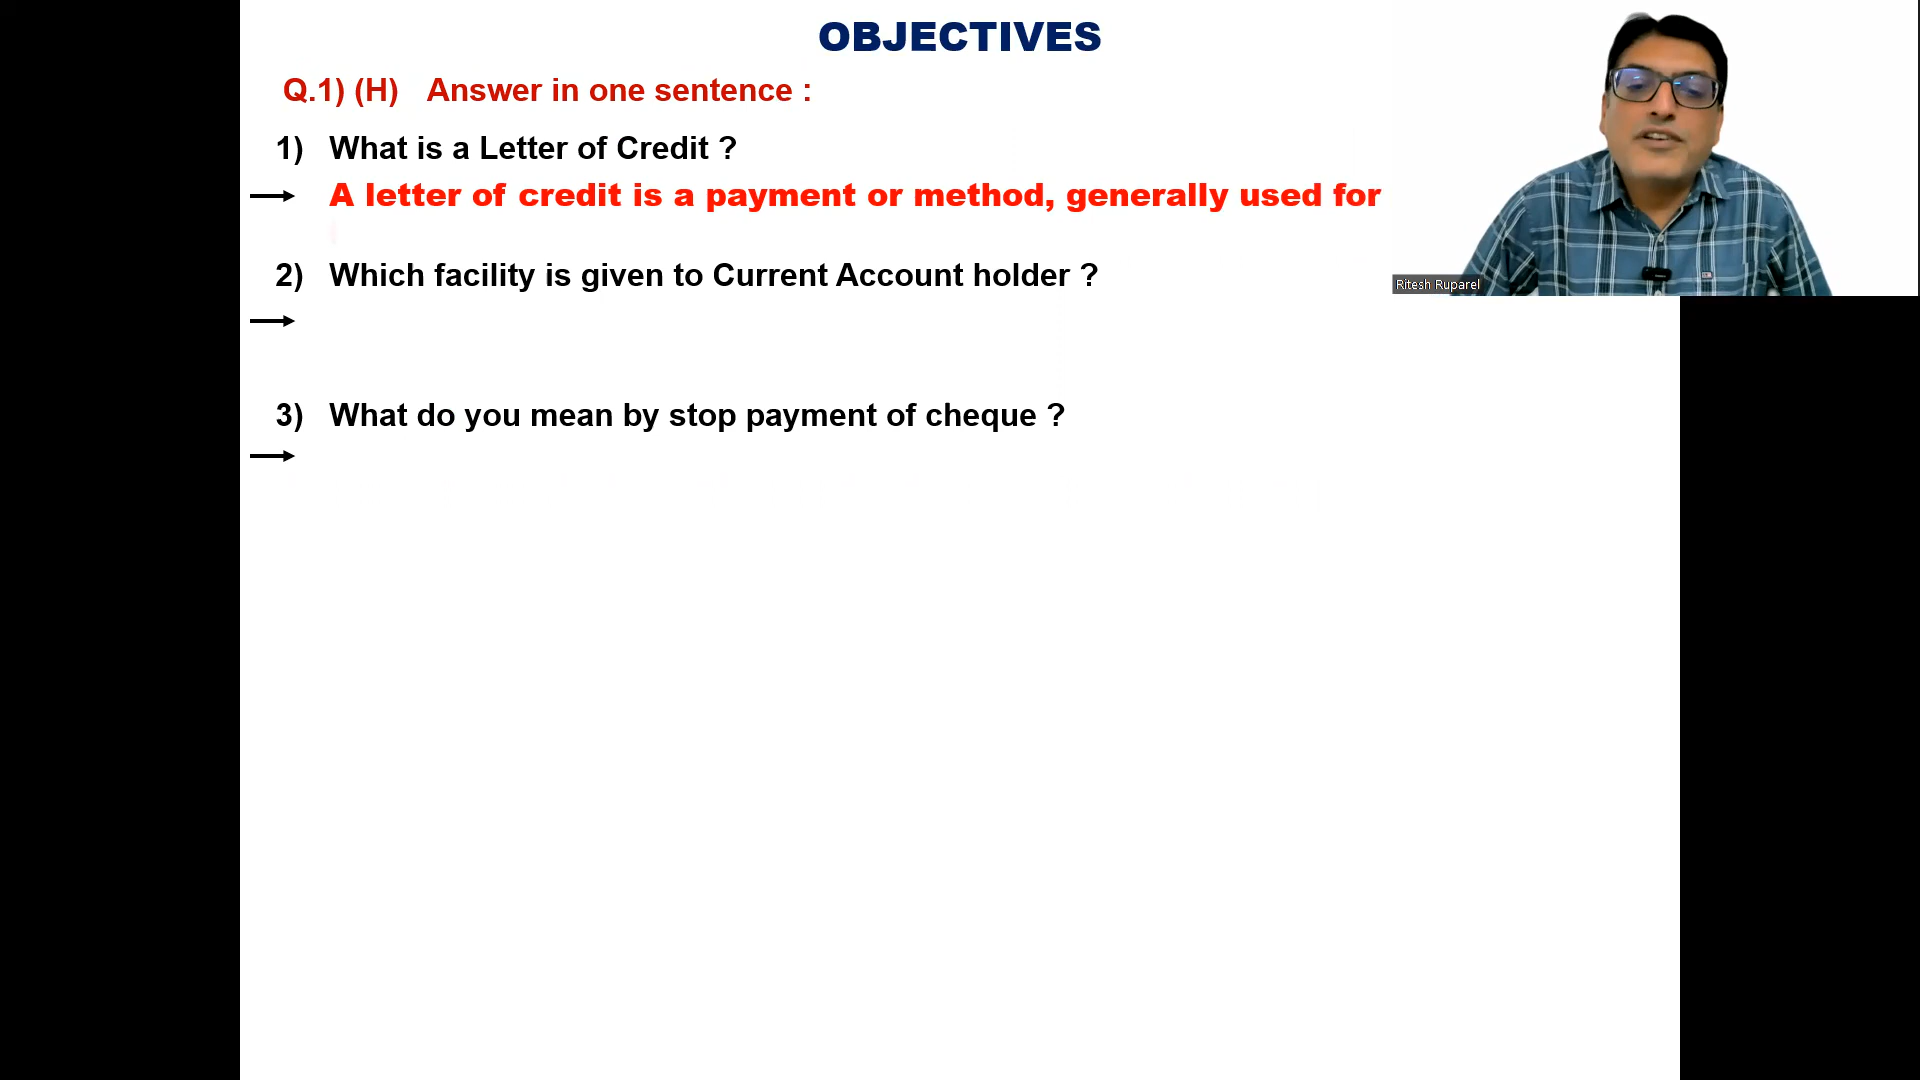 OBJECTIVES
Q.1) (H) Answer in one sentence :
1) What is a Letter of Credit ?
A letter of credit is a payment or method, generally used for
Ritesh Ruparel
2) Which facility is given to Current Account holder ?
3) What do you mean by stop payment of cheque ?